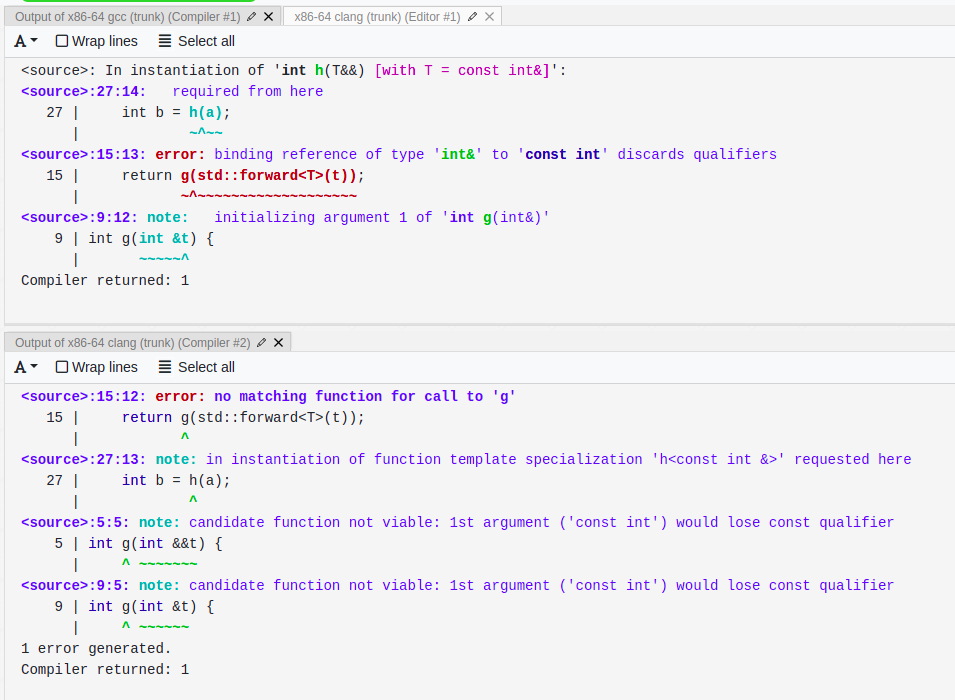 Output of x86-64 gcc (trunk) (Compiler #1) x86-64 clang (trunk) (Editor #1)
A Wrap lines Select all
<source>: In instantiation of 'int h(T&&) [with T = const int&]':
<source>:27:14:   required from here
   27 |     int b = h(a);
      |             ~^~~
<source>:15:13: error: binding reference of type 'int&' to 'const int' discards qualifiers
   15 |     return g(std::forward<T>(t));
      |            ~^~~~~~~~~~~~~~~~~~~~
<source>:9:12: note:   initializing argument 1 of 'int g(int&)'
    9 | int g(int &t) {
      |       ~~~~~^
Compiler returned: 1
Output of x86-64 clang (trunk) (Compiler #2)
A Wrap lines Select all
<source>:15:12: error: no matching function for call to 'g'
   15 |     return g(std::forward<T>(t));
      |            ^
<source>:27:13: note: in instantiation of function template specialization 'h<const int &>' requested here
   27 |     int b = h(a);
      |             ^
<source>:5:5: note: candidate function not viable: 1st argument ('const int') would lose const qualifier
    5 | int g(int &&t) {
      |     ^ ~~~~~~~
<source>:9:5: note: candidate function not viable: 1st argument ('const int') would lose const qualifier
    9 | int g(int &t) {
      |     ^ ~~~~~~
1 error generated.
Compiler returned: 1